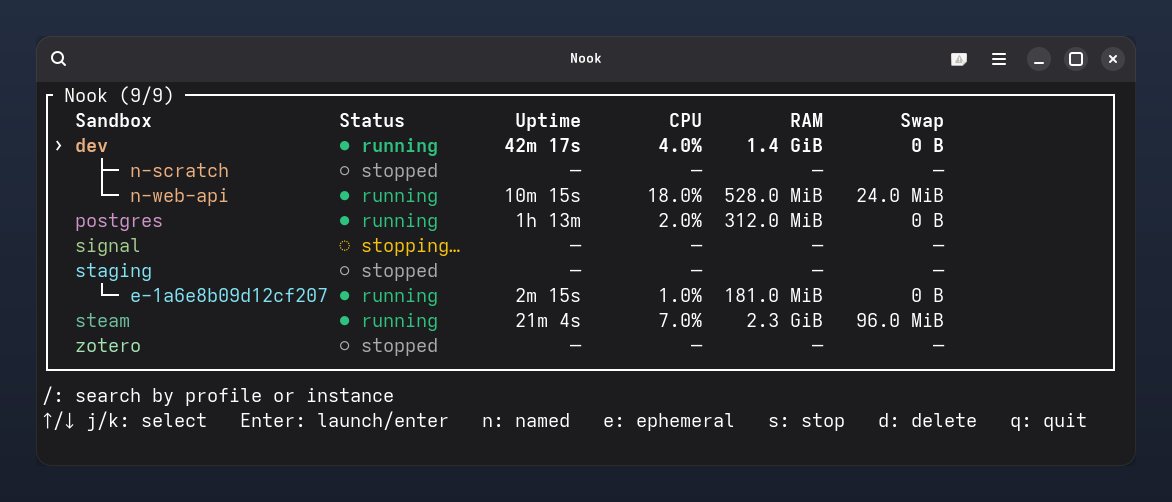 Nook
Nook (9/9)
Sandbox Status Uptime CPU RAM Swap
› dev ● running 42m 17s 4.0% 1.4 GiB 0 B
├─ n-scratch ○ stopped — — — —
└─ n-web-api ● running 10m 15s 18.0% 528.0 MiB 24.0 MiB
postgres ● running 1h 13m 2.0% 312.0 MiB 0 B
signal ◌ stopping… — — — —
staging ○ stopped — — — —
└─ e-1a6e8b09d12cf207 ● running 2m 15s 1.0% 181.0 MiB 0 B
steam ● running 21m 4s 7.0% 2.3 GiB 96.0 MiB
zotero ○ stopped — — — —
/: search by profile or instance
↑/↓ j/k: select Enter: launch/enter n: named e: ephemeral s: stop d: delete q: quit